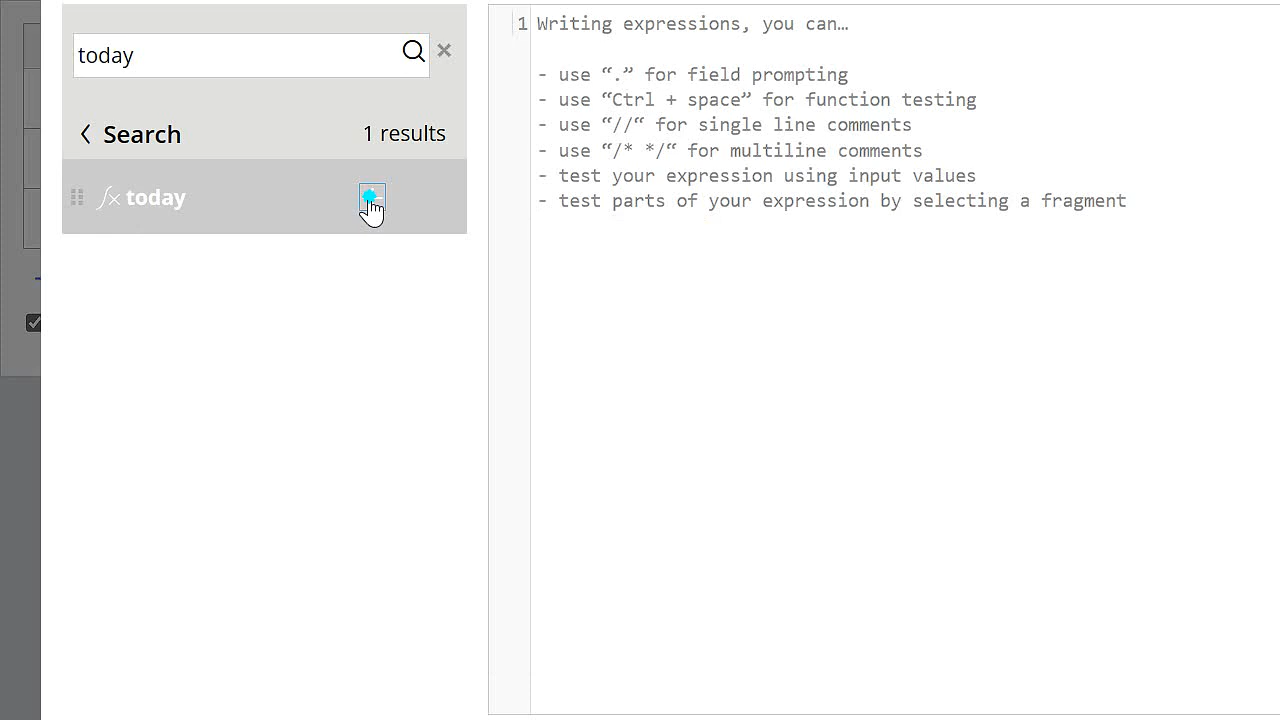 today
Search 1 results
fx today
1 Writing expressions, you can…
- use “.” for field prompting
- use “Ctrl + space” for function testing
- use “//“ for single line comments
- use “/* */“ for multiline comments
- test your expression using input values
- test parts of your expression by selecting a fragment